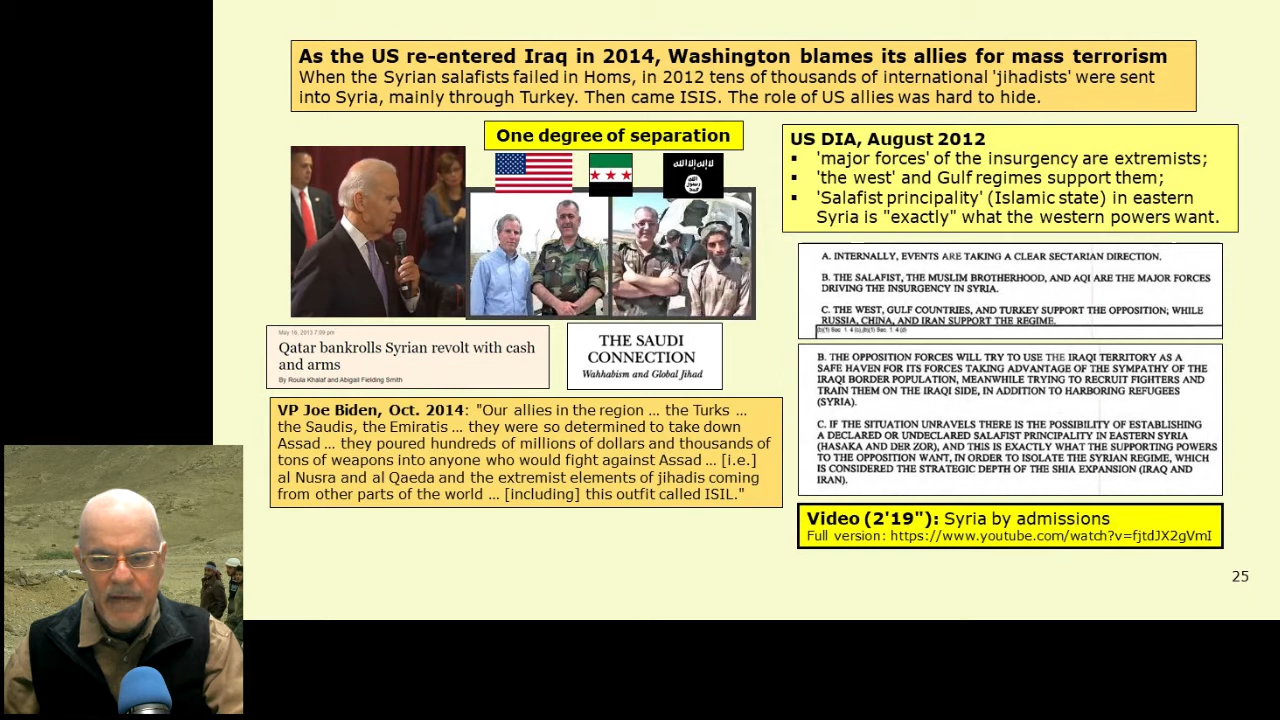 As the US re-entered Iraq in 2014, Washington blames its allies for mass terrorism
When the Syrian salafists failed in Homs, in 2012 tens of thousands of international 'jihadists' were sent
into Syria, mainly through Turkey. Then came ISIS. The role of US allies was hard to hide.
One degree of separation
May 16, 2013 7:09 pm
Qatar bankrolls Syrian revolt with cash
and arms
By Roula Khalaf and Abigail Fielding Smith
THE SAUDI
CONNECTION
Wahhabism and Global Jihad
VP Joe Biden, Oct. 2014: "Our allies in the region ... the Turks ...
the Saudis, the Emiratis ... they were so determined to take down
Assad ... they poured hundreds of millions of dollars and thousands of
tons of weapons into anyone who would fight against Assad ... [i.e.]
al Nusra and al Qaeda and the extremist elements of jihadis coming
from other parts of the world ... [including] this outfit called ISIL."
US DIA, August 2012
▪ 'major forces' of the insurgency are extremists;
▪ 'the west' and Gulf regimes support them;
▪ 'Salafist principality' (Islamic state) in eastern
Syria is "exactly" what the western powers want.
A. INTERNALLY, EVENTS ARE TAKING A CLEAR SECTARIAN DIRECTION.
B. THE SALAFIST, THE MUSLIM BROTHERHOOD, AND AQI ARE THE MAJOR FORCES
DRIVING THE INSURGENCY IN SYRIA.
C. THE WEST, GULF COUNTRIES, AND TURKEY SUPPORT THE OPPOSITION; WHILE
RUSSIA, CHINA, AND IRAN SUPPORT THE REGIME.
B. THE OPPOSITION FORCES WILL TRY TO USE THE IRAQI TERRITORY AS A
SAFE HAVEN FOR ITS FORCES TAKING ADVANTAGE OF THE SYMPATHY OF THE
IRAQI BORDER POPULATION, MEANWHILE TRYING TO RECRUIT FIGHTERS AND
TRAIN THEM ON THE IRAQI SIDE, IN ADDITION TO HARBORING REFUGEES
(SYRIA).
C. IF THE SITUATION UNRAVELS THERE IS THE POSSIBILITY OF ESTABLISHING
A DECLARED OR UNDECLARED SALAFIST PRINCIPALITY IN EASTERN SYRIA
(HASAKA AND DER ZOR), AND THIS IS EXACTLY WHAT THE SUPPORTING POWERS
TO THE OPPOSITION WANT, IN ORDER TO ISOLATE THE SYRIAN REGIME, WHICH
IS CONSIDERED THE STRATEGIC DEPTH OF THE SHIA EXPANSION (IRAQ AND
IRAN).
Video (2'19"): Syria by admissions
Full version: https://www.youtube.com/watch?v=fjtdJX2gVmI
25